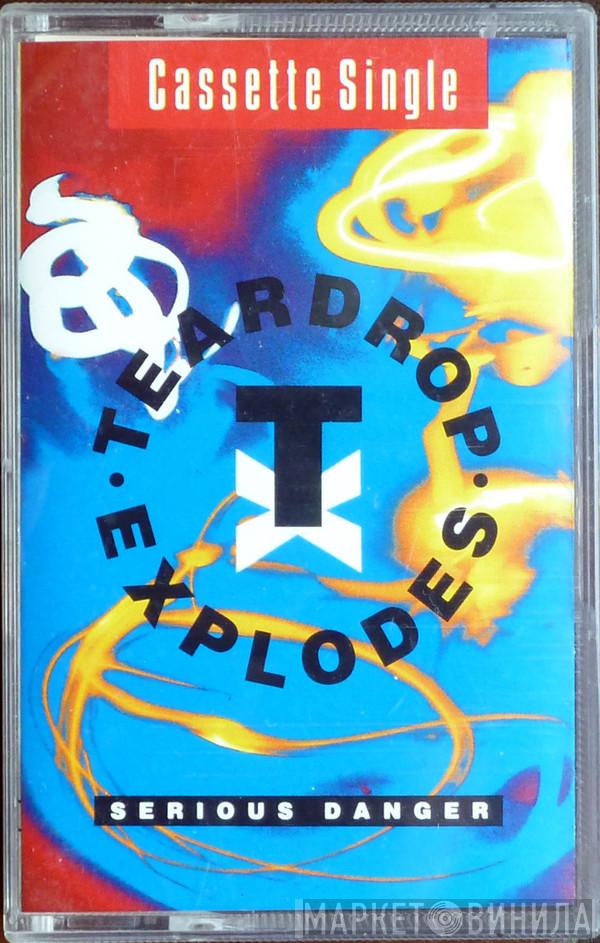 Cassette Single
TEARDROP
EXPLODES
T
X
SERIOUS DANGER
МАРКЕТ ВИНИЛА